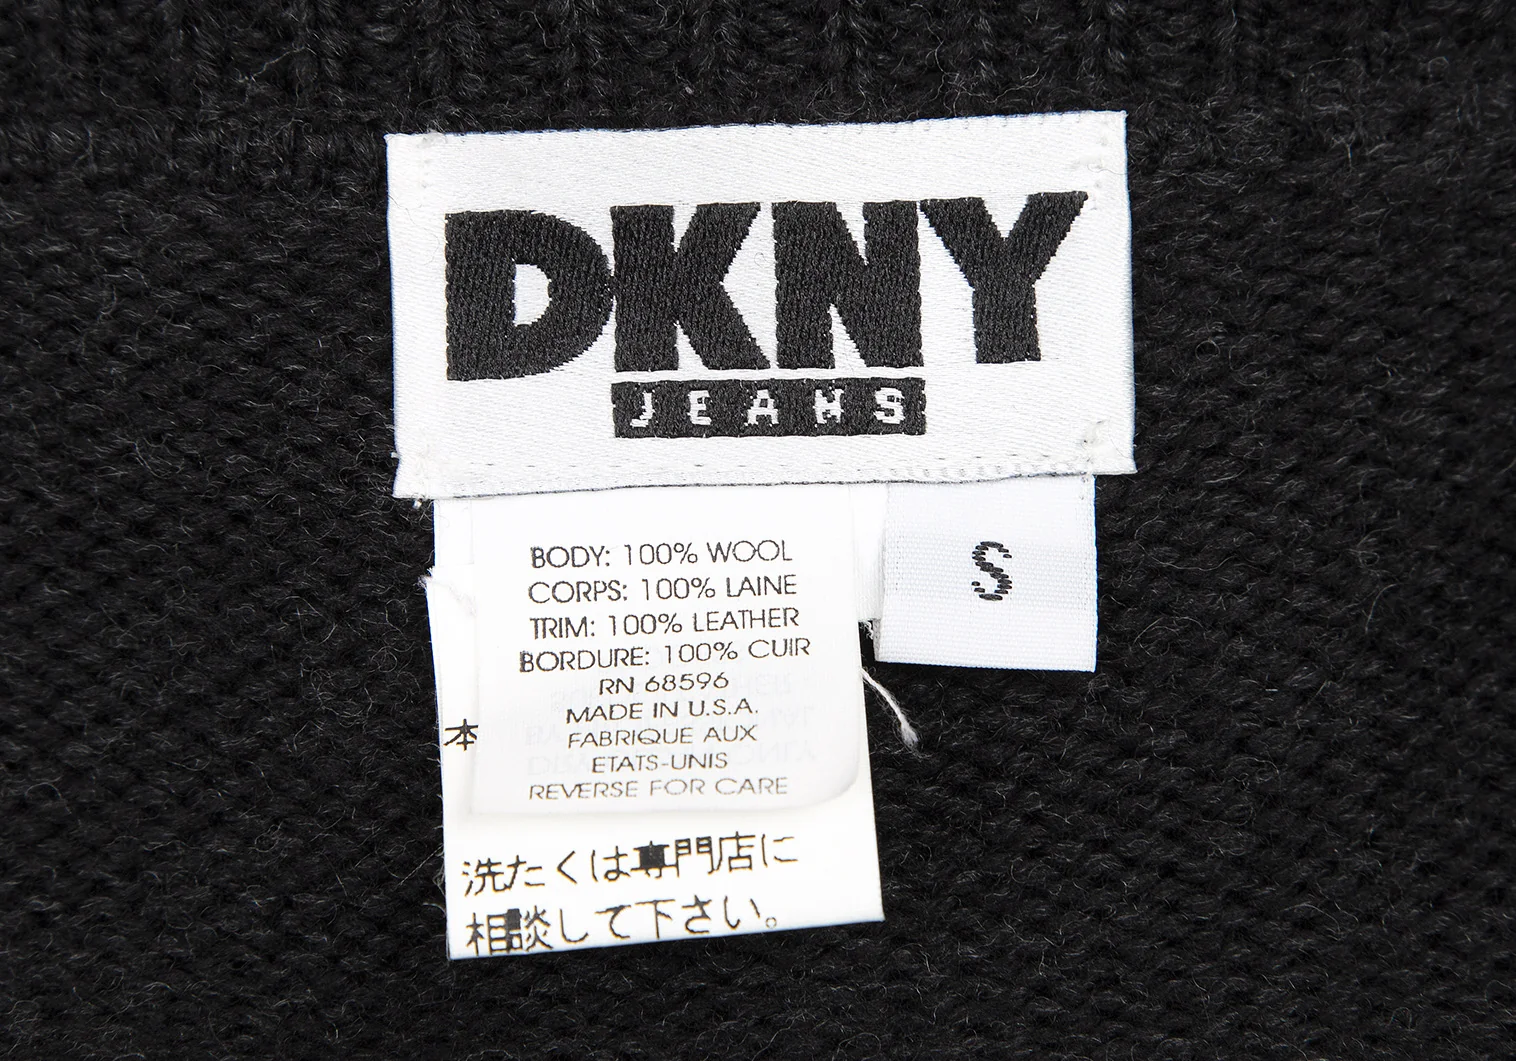 DKNY
JEANS
S
BODY: 100% WOOL
CORPS: 100% LAINE
TRIM: 100% LEATHER
BORDURE: 100% CUIR
RN 68596
MADE IN U.S.A.
FABRIQUE AUX
ETATS-UNIS
REVERSE FOR CARE
本
洗たくは専門店に
相談して下さい。